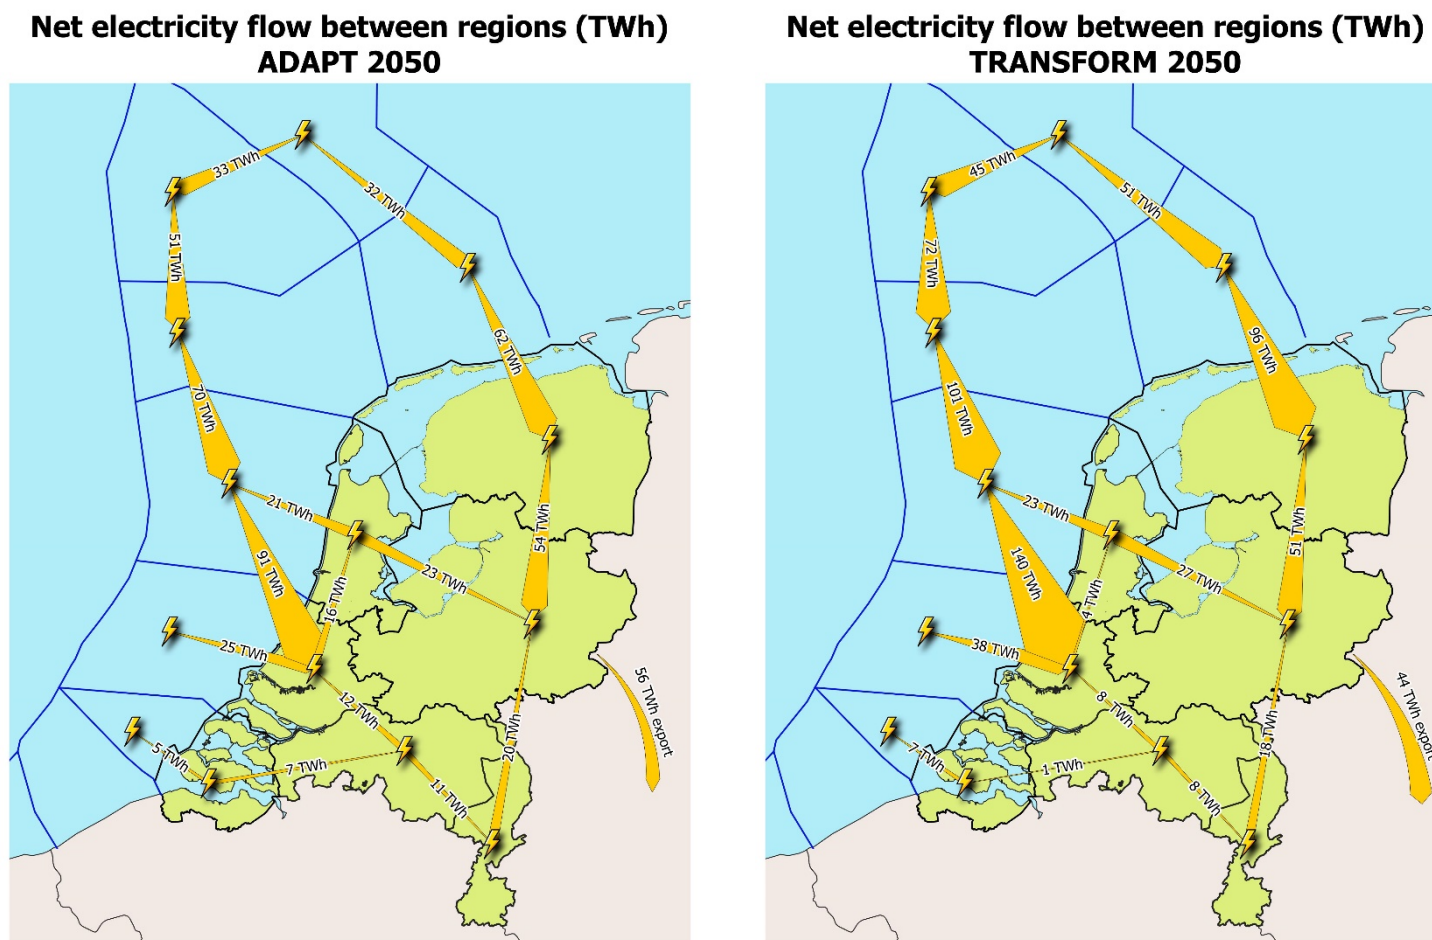 Net electricity flow between regions (TWh)
ADAPT 2050
33 TWh
32 TWh
51 TWh
62 TWh
70 TWh
21 TWh
54 TWh
91 TWh
16 TWh
23 TWh
25 TWh
56 TWh export
12 TWh
20 TWh
5 TWh
7 TWh
11 TWh
Net electricity flow between regions (TWh)
TRANSFORM 2050
45 TWh
51 TWh
72 TWh
96 TWh
101 TWh
23 TWh
51 TWh
140 TWh
4 TWh
27 TWh
38 TWh
44 TWh export
8 TWh
18 TWh
7 TWh
1 TWh
8 TWh